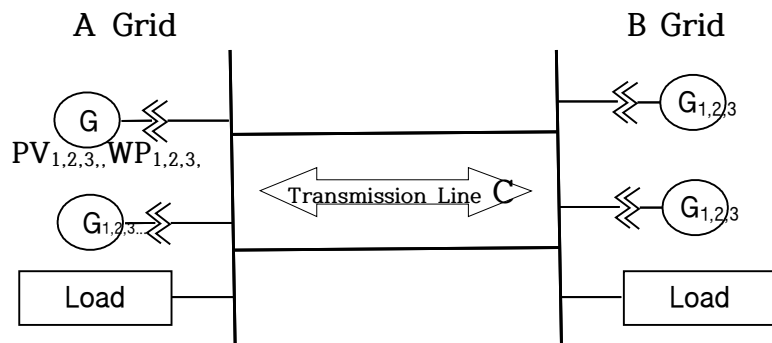 A Grid
B Grid
G
G1,2,3
PV1,2,3,,WP1,2,3,
Transmission Line C
G1,2,3...
G1,2,3
Load
Load